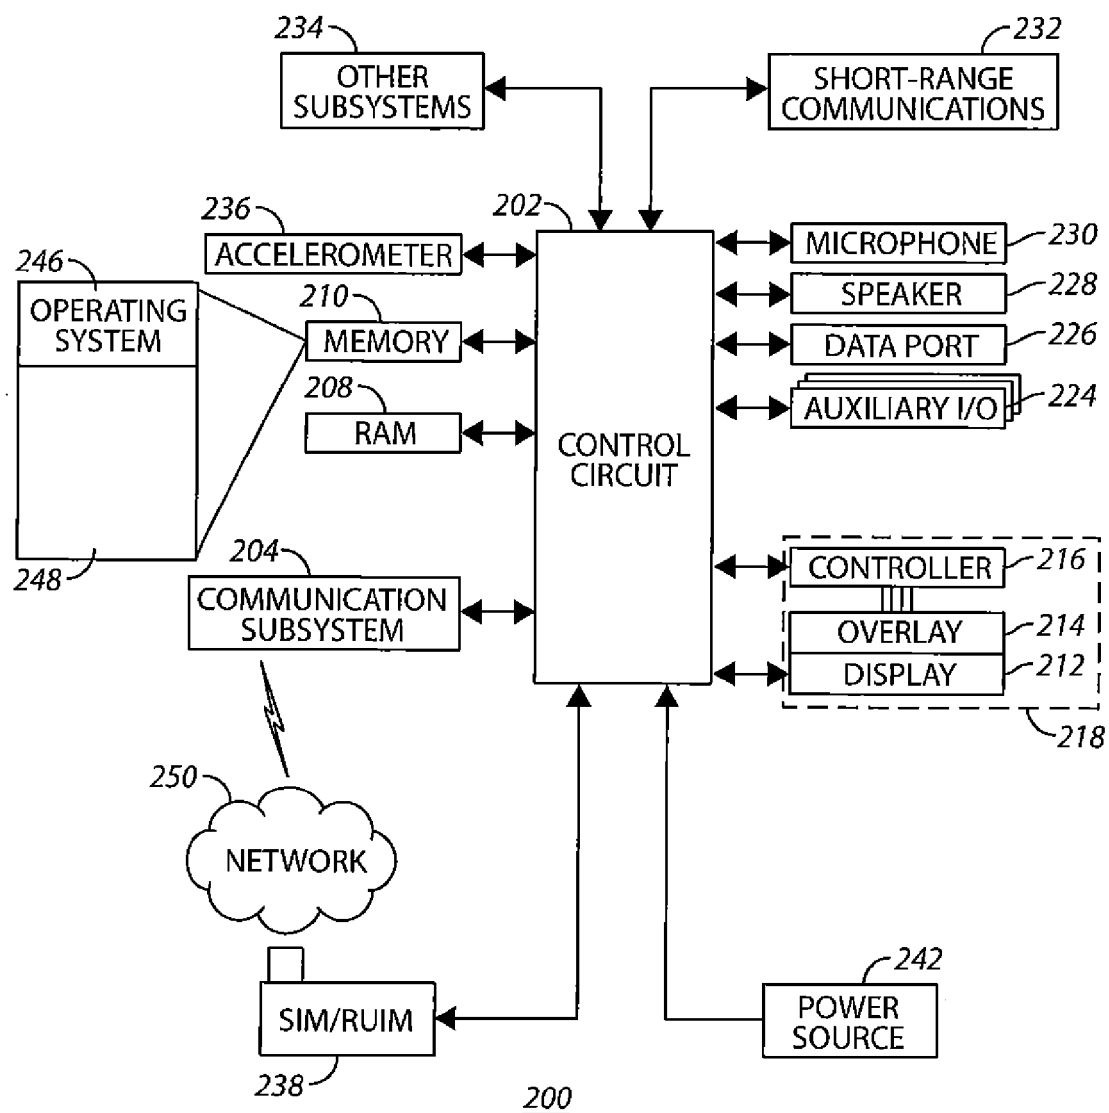 234
OTHER
SUBSYSTEMS
232
SHORT-RANGE
COMMUNICATIONS
236
ACCELEROMETER
202
CONTROL
CIRCUIT
MICROPHONE
230
SPEAKER
228
DATA PORT
226
AUXILIARY I/O
224
246
OPERATING
SYSTEM
248
210
MEMORY
208
RAM
204
COMMUNICATION
SUBSYSTEM
CONTROLLER
216
OVERLAY
214
DISPLAY
212
218
250
NETWORK
SIM/RUIM
238
242
POWER
SOURCE
200